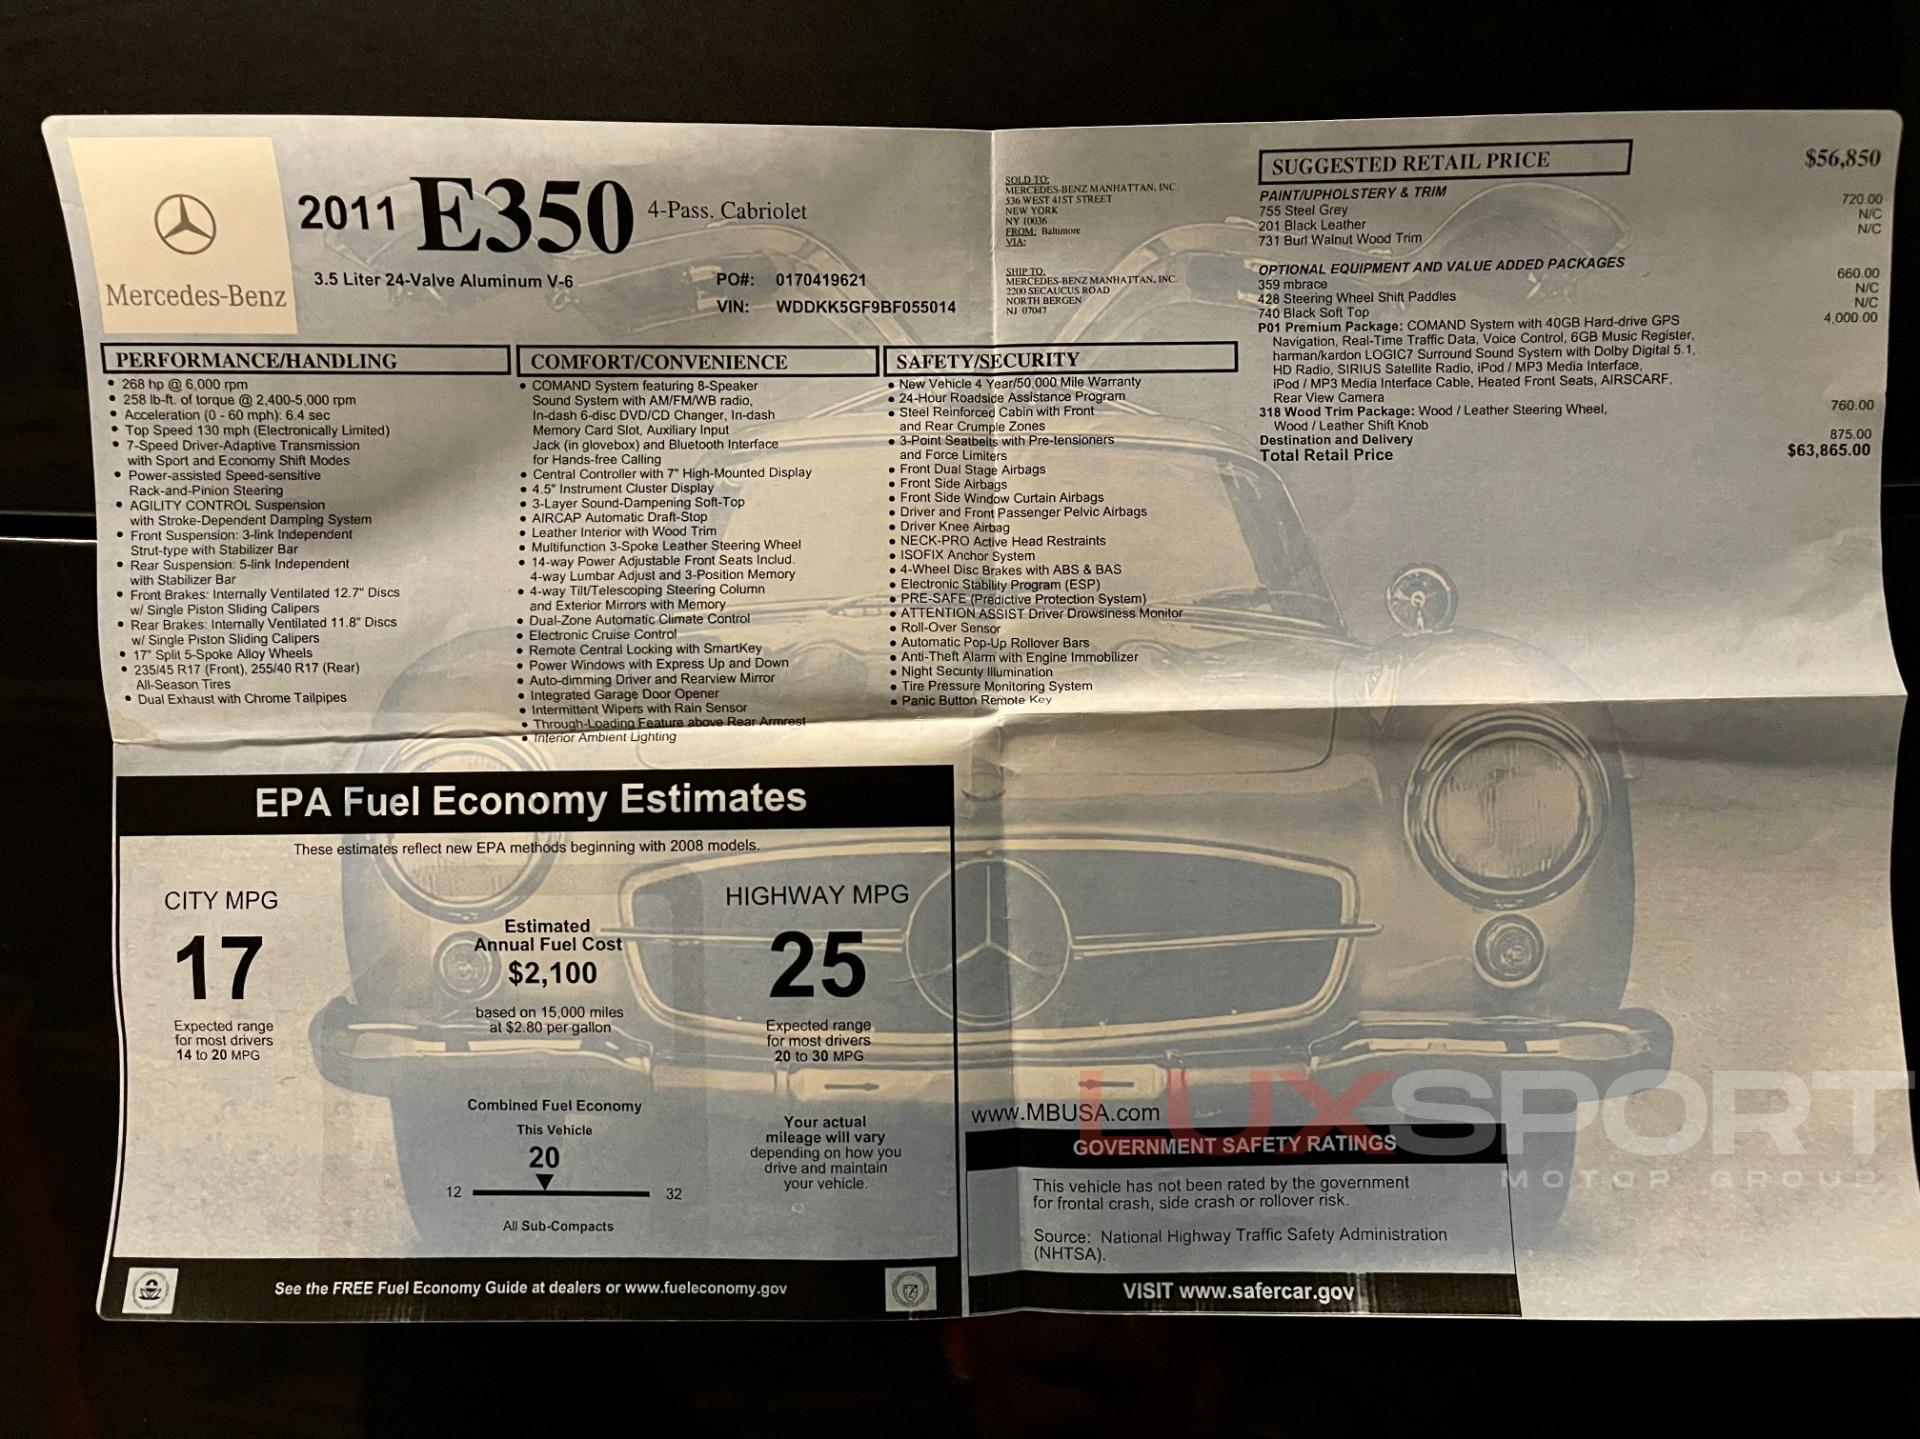 Mercedes-Benz
2011 E350 4-Pass. Cabriolet
3.5 Liter 24-Valve Aluminum V-6
PO#: 0170419621
VIN: WDDKK5GF9BF055014
SOLD TO:
MERCEDES-BENZ MANHATTAN, INC.
536 WEST 41ST STREET
NEW YORK
NY 10036
FROM: Baltimore
VIA:
SHIP TO:
MERCEDES-BENZ MANHATTAN, INC.
2200 SECAUCUS ROAD
NORTH BERGEN
NJ 07047
PERFORMANCE/HANDLING
• 268 hp @ 6,000 rpm
• 258 lb-ft. of torque @ 2,400-5,000 rpm
• Acceleration (0 - 60 mph): 6.4 sec
• Top Speed 130 mph (Electronically Limited)
• 7-Speed Driver-Adaptive Transmission
with Sport and Economy Shift Modes
• Power-assisted Speed-sensitive
Rack-and-Pinion Steering
• AGILITY CONTROL Suspension
with Stroke-Dependent Damping System
• Front Suspension: 3-link Independent
Strut-type with Stabilizer Bar
• Rear Suspension: 5-link Independent
with Stabilizer Bar
• Front Brakes: Internally Ventilated 12.7" Discs
w/ Single Piston Sliding Calipers
• Rear Brakes: Internally Ventilated 11.8" Discs
w/ Single Piston Sliding Calipers
• 17" Split 5-Spoke Alloy Wheels
• 235/45 R17 (Front), 255/40 R17 (Rear)
All-Season Tires
• Dual Exhaust with Chrome Tailpipes
COMFORT/CONVENIENCE
• COMAND System featuring 8-Speaker
Sound System with AM/FM/WB radio,
In-dash 6-disc DVD/CD Changer, In-dash
Memory Card Slot, Auxiliary Input
Jack (in glovebox) and Bluetooth Interface
for Hands-free Calling
• Central Controller with 7" High-Mounted Display
• 4.5" Instrument Cluster Display
• 3-Layer Sound-Dampening Soft-Top
• AIRCAP Automatic Draft-Stop
• Leather Interior with Wood Trim
• Multifunction 3-Spoke Leather Steering Wheel
• 14-way Power Adjustable Front Seats Includ.
4-way Lumbar Adjust and 3-Position Memory
• 4-way Tilt/Telescoping Steering Column
and Exterior Mirrors with Memory
• Dual-Zone Automatic Climate Control
• Electronic Cruise Control
• Remote Central Locking with SmartKey
• Power Windows with Express Up and Down
• Auto-dimming Driver and Rearview Mirror
• Integrated Garage Door Opener
• Intermittent Wipers with Rain Sensor
• Through-Loading Feature above Rear Armrest
• Interior Ambient Lighting
SAFETY/SECURITY
• New Vehicle 4 Year/50,000 Mile Warranty
• 24-Hour Roadside Assistance Program
• Steel Reinforced Cabin with Front
and Rear Crumple Zones
• 3-Point Seatbelts with Pre-tensioners
and Force Limiters
• Front Dual Stage Airbags
• Front Side Airbags
• Front Side Window Curtain Airbags
• Driver and Front Passenger Pelvic Airbags
• Driver Knee Airbag
• NECK-PRO Active Head Restraints
• ISOFIX Anchor System
• 4-Wheel Disc Brakes with ABS & BAS
• Electronic Stability Program (ESP)
• PRE-SAFE (Predictive Protection System)
• ATTENTION ASSIST Driver Drowsiness Monitor
• Roll-Over Sensor
• Automatic Pop-Up Rollover Bars
• Anti-Theft Alarm with Engine Immobilizer
• Night Security Illumination
• Tire Pressure Monitoring System
• Panic Button Remote Key
SUGGESTED RETAIL PRICE $56,850
PAINT/UPHOLSTERY & TRIM
755 Steel Grey 720.00
201 Black Leather N/C
731 Burl Walnut Wood Trim N/C
OPTIONAL EQUIPMENT AND VALUE ADDED PACKAGES
359 mbrace 660.00
428 Steering Wheel Shift Paddles N/C
740 Black Soft Top N/C
P01 Premium Package: COMAND System with 40GB Hard-drive GPS 4,000.00
Navigation, Real-Time Traffic Data, Voice Control, 6GB Music Register,
harman/kardon LOGIC7 Surround Sound System with Dolby Digital 5.1,
HD Radio, SIRIUS Satellite Radio, iPod / MP3 Media Interface,
iPod / MP3 Media Interface Cable, Heated Front Seats, AIRSCARF,
Rear View Camera
318 Wood Trim Package: Wood / Leather Steering Wheel, 760.00
Wood / Leather Shift Knob
Destination and Delivery 875.00
Total Retail Price $63,865.00
EPA Fuel Economy Estimates
These estimates reflect new EPA methods beginning with 2008 models.
CITY MPG
17
Expected range
for most drivers
14 to 20 MPG
Estimated
Annual Fuel Cost
$2,100
based on 15,000 miles
at $2.80 per gallon
HIGHWAY MPG
25
Expected range
for most drivers
20 to 30 MPG
Combined Fuel Economy
This Vehicle
20
12 32
All Sub-Compacts
Your actual
mileage will vary
depending on how you
drive and maintain
your vehicle.
See the FREE Fuel Economy Guide at dealers or www.fueleconomy.gov
www.MBUSA.com
GOVERNMENT SAFETY RATINGS
This vehicle has not been rated by the government
for frontal crash, side crash or rollover risk.
Source: National Highway Traffic Safety Administration
(NHTSA).
VISIT www.safercar.gov
LUXSPORT
MOTOR GROUP